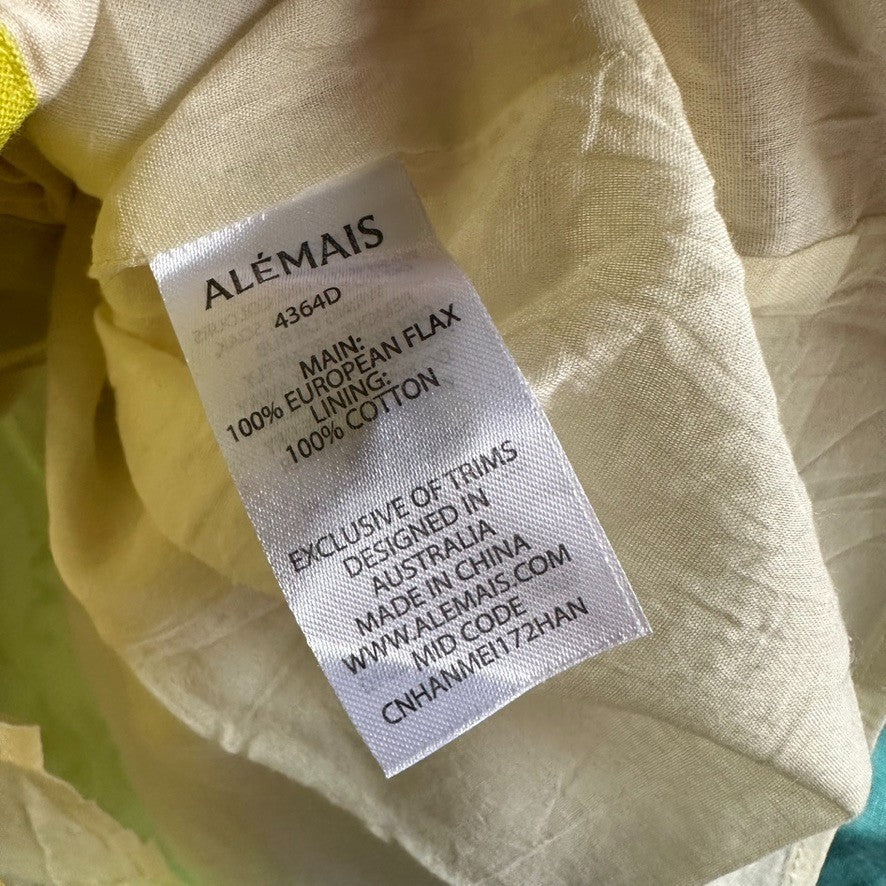 ALÉMAIS
4364D
MAIN:
100% EUROPEAN FLAX
LINING:
100% COTTON
EXCLUSIVE OF TRIMS
DESIGNED IN
AUSTRALIA
MADE IN CHINA
WWW.ALEMAIS.COM
MID CODE
CNHANMEI172HAN